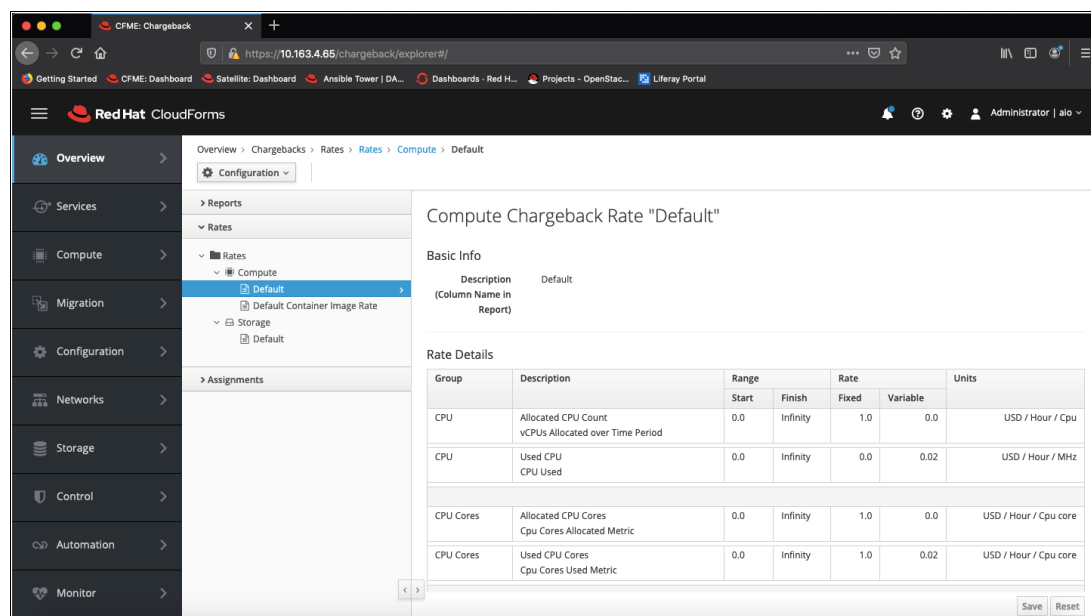 CFME: Chargeback
https://10.163.4.65/chargeback/explorer#/
Getting Started CFME: Dashboard Satellite: Dashboard Ansible Tower | DA... Dashboards - Red H... Projects - OpenStac... Liferay Portal
Red Hat CloudForms
Administrator | aio
Overview
Services
Compute
Migration
Configuration
Networks
Storage
Control
Automation
Monitor
Overview > Chargebacks > Rates > Rates > Compute > Default
Configuration
Reports
Rates
Rates
Compute
Default
Default Container Image Rate
Storage
Default
Assignments
Compute Chargeback Rate "Default"
Basic Info
Description Default
(Column Name in
Report)
Rate Details
Group Description Range Rate Units
Start Finish Fixed Variable
CPU Allocated CPU Count 0.0 Infinity 1.0 0.0 USD / Hour / Cpu
vCPUs Allocated over Time Period
CPU Used CPU 0.0 Infinity 0.0 0.02 USD / Hour / MHz
CPU Used
CPU Cores Allocated CPU Cores 0.0 Infinity 1.0 0.0 USD / Hour / Cpu core
Cpu Cores Allocated Metric
CPU Cores Used CPU Cores 0.0 Infinity 1.0 0.02 USD / Hour / Cpu core
Cpu Cores Used Metric
Save Reset